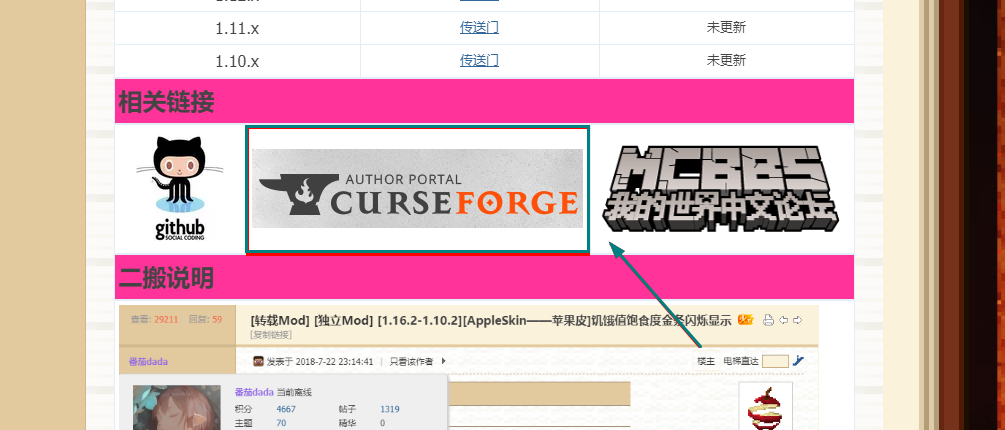 1.11.x 传送门 未更新
1.10.x 传送门 未更新
相关链接
github
SOCIAL CODING
AUTHOR PORTAL
CURSEFORGE
MCBBS
我的世界中文论坛
二搬说明
查看: 29211 回复: 59
[转载Mod] [独立Mod] [1.16.2-1.10.2][AppleSkin——苹果皮]饥饿值饱食度金条闪烁显示
[复制链接]
番茄dada
发表于 2018-7-22 23:14:41 | 只看该作者
楼主 电梯直达
番茄dada 当前离线
积分 4667 帖子 1319
主题 70 精华 0